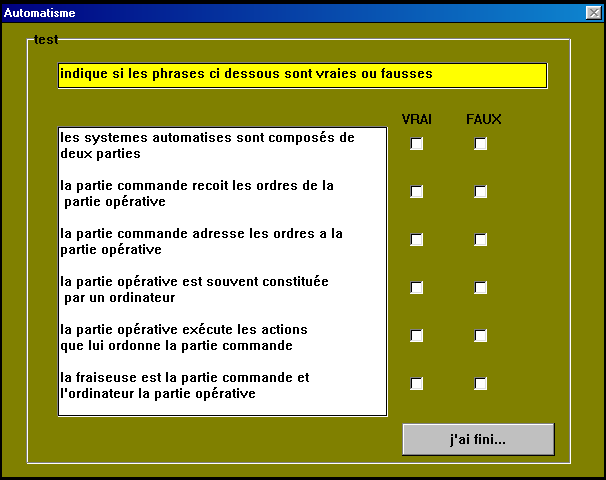 Automatisme
test
indique si les phrases ci dessous sont vraies ou fausses
VRAI FAUX
les systemes automatises sont composés de
deux parties
la partie commande recoit les ordres de la
partie opérative
la partie commande adresse les ordres a la
partie opérative
la partie opérative est souvent constituée
par un ordinateur
la partie opérative exécute les actions
que lui ordonne la partie commande
la fraiseuse est la partie commande et
l'ordinateur la partie opérative
j'ai fini...